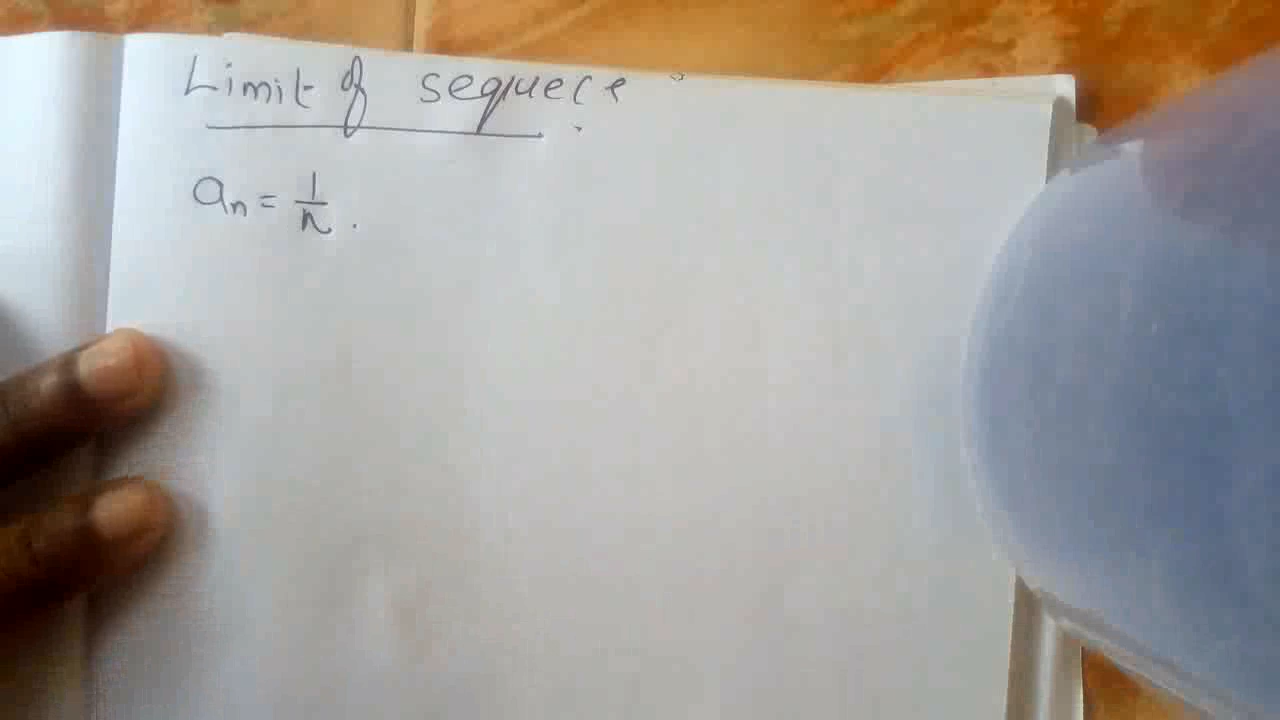 Limit of sequece
an = 1/n.